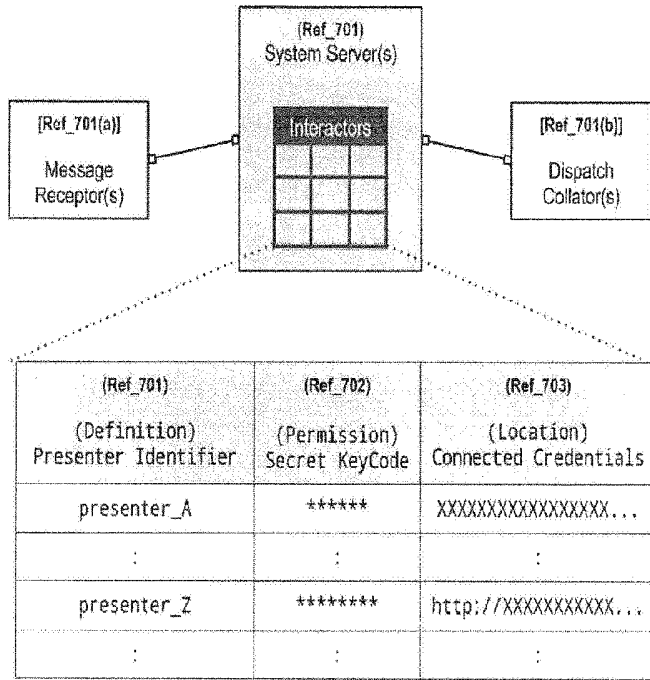 (Ref_701)
System Server(s)
Interactors
[Ref_701(a)]
Message
Receptor(s)
[Ref_701(b)]
Dispatch
Collator(s)
(Ref_701) (Ref_702) (Ref_703)
(Definition) (Permission) (Location)
Presenter Identifier Secret KeyCode Connected Credentials
presenter_A ****** XXXXXXXXXXXXXXXXX...
: : :
presenter_Z ******** http://XXXXXXXXXXX...
: : :